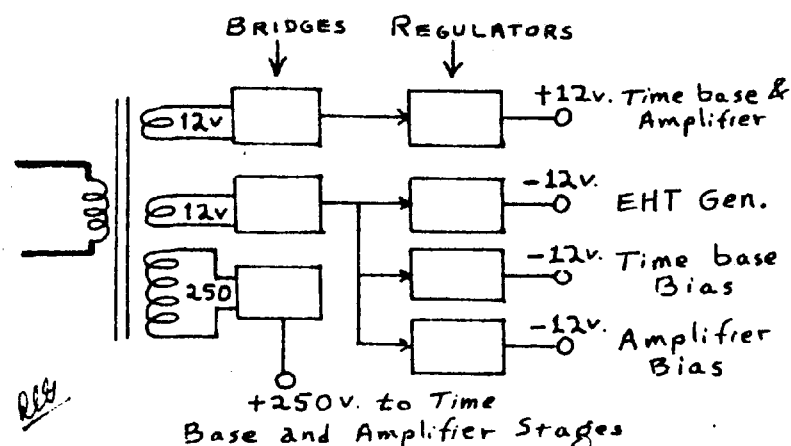 BRIDGES REGULATORS
12v
+12v. Time base &
Amplifier
12v
-12v. EHT Gen.
250
-12v. Time base
Bias
-12v. Amplifier
Bias
+250v. to Time
Base and Amplifier Stages